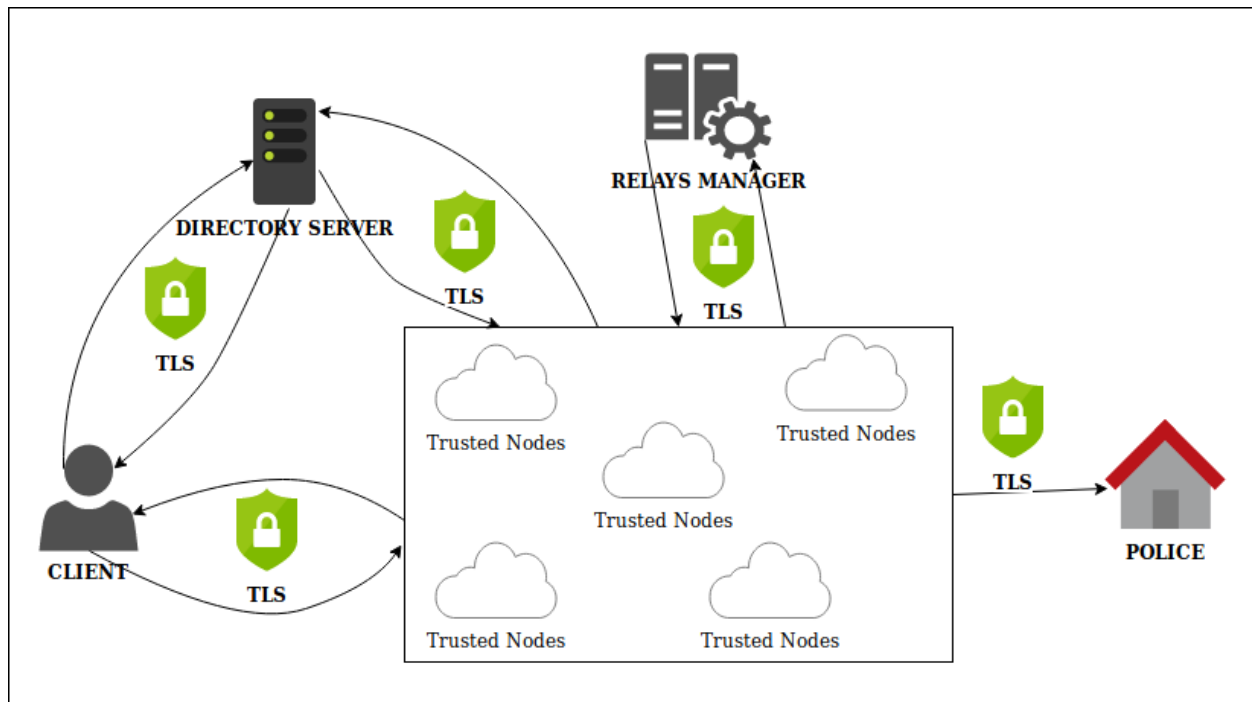 RELAYS MANAGER
DIRECTORY SERVER
TLS
TLS
TLS
Trusted Nodes
Trusted Nodes
TLS
Trusted Nodes
POLICE
CLIENT
TLS
Trusted Nodes
Trusted Nodes